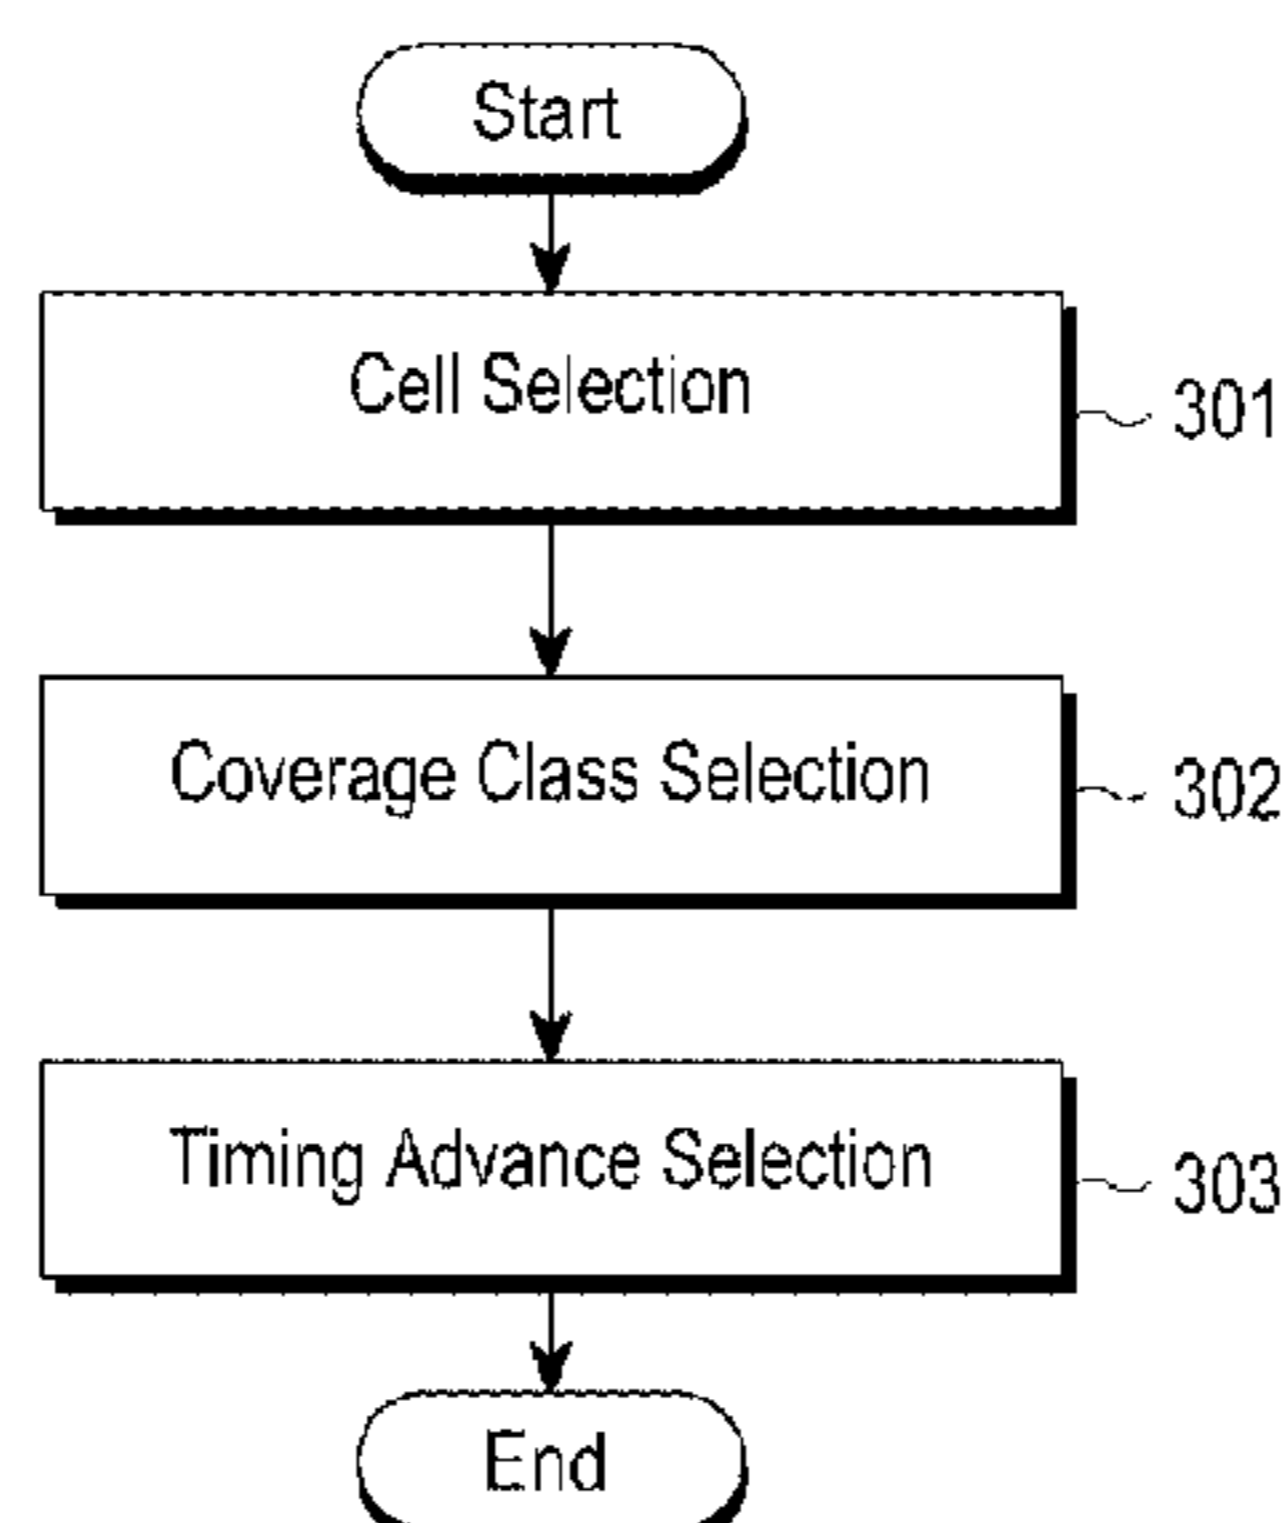 Start
Cell Selection
301
Coverage Class Selection
302
Timing Advance Selection
303
End